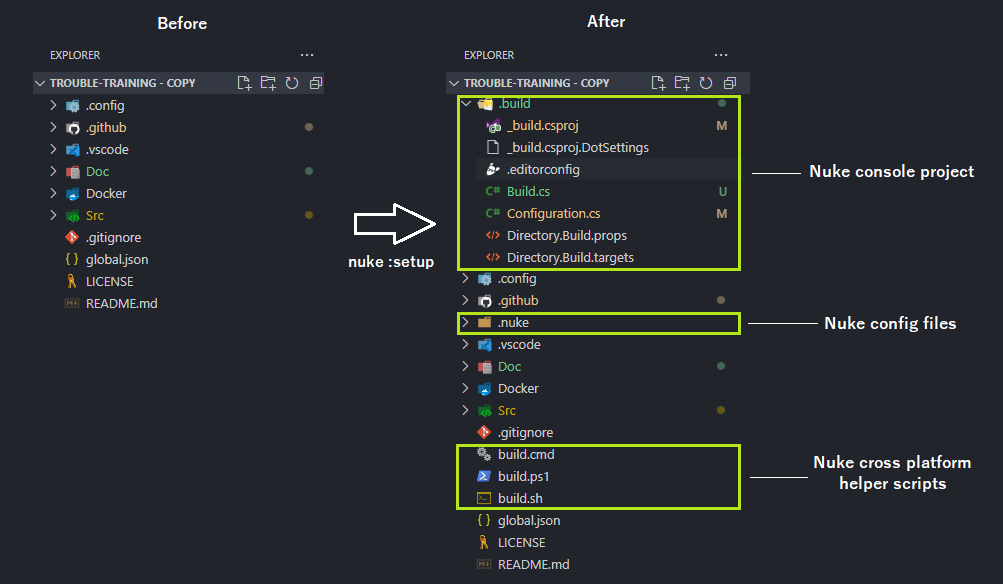 Before
EXPLORER
TROUBLE-TRAINING - COPY
.config
.github
.vscode
Doc
Docker
Src
.gitignore
{ } global.json
LICENSE
README.md
nuke :setup
After
EXPLORER
TROUBLE-TRAINING - COPY
.build
_build.csproj M
_build.csproj.DotSettings
.editorconfig
C# Build.cs U
C# Configuration.cs M
Directory.Build.props
Directory.Build.targets
.config
.github
.nuke
.vscode
Doc
Docker
Src
.gitignore
build.cmd
build.ps1
build.sh
{ } global.json
LICENSE
README.md
Nuke console project
Nuke config files
Nuke cross platform
helper scripts